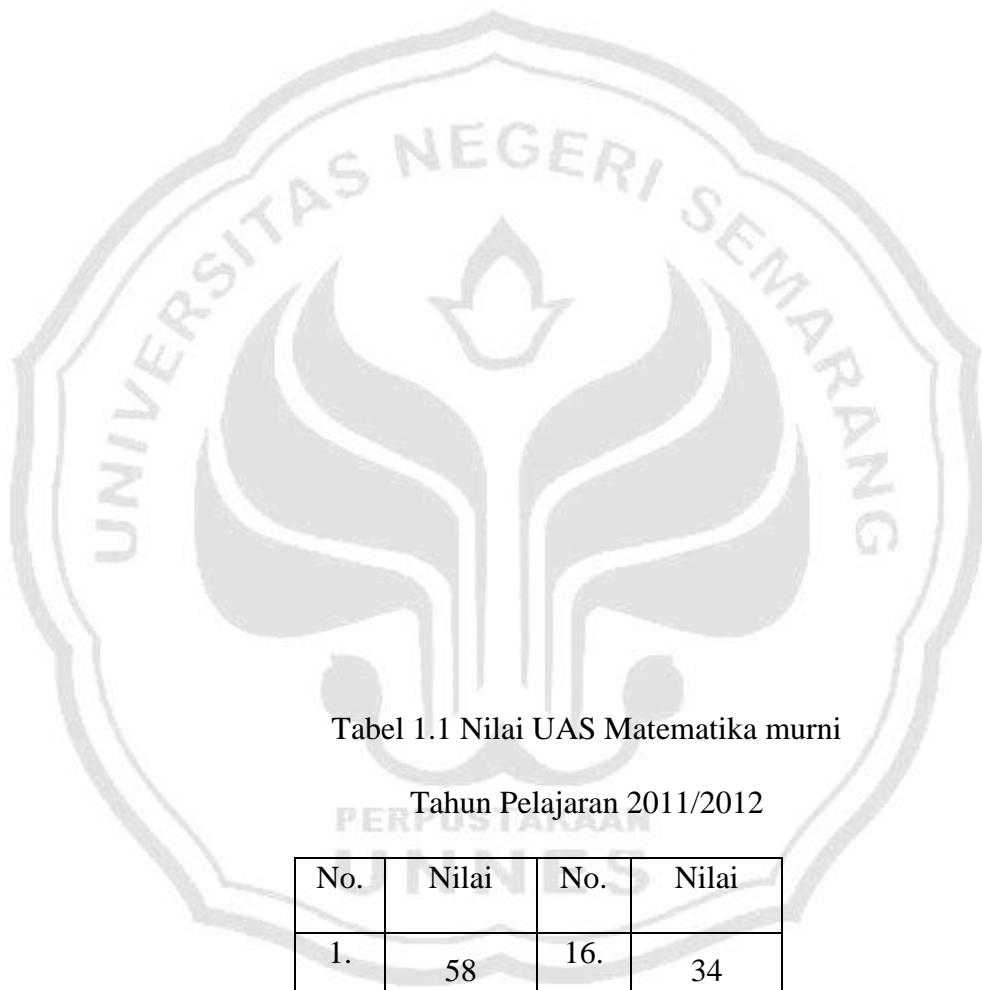 UNIVERSITAS NEGERI SEMARANG
Tabel 1.1 Nilai UAS Matematika murni
Tahun Pelajaran 2011/2012
PERPUSTAKAAN
UNNES
No. Nilai No. Nilai
1. 58 16. 34